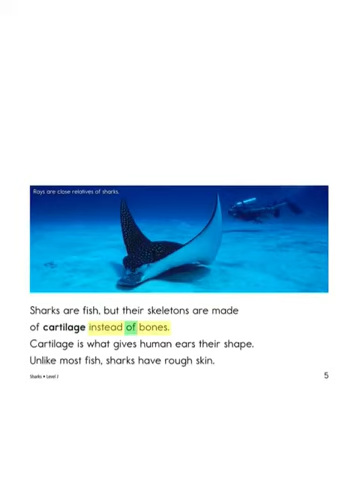 Rays are close relatives of sharks.
Sharks are fish, but their skeletons are made
of cartilage instead of bones.
Cartilage is what gives human ears their shape.
Unlike most fish, sharks have rough skin.
Sharks • Level J
5